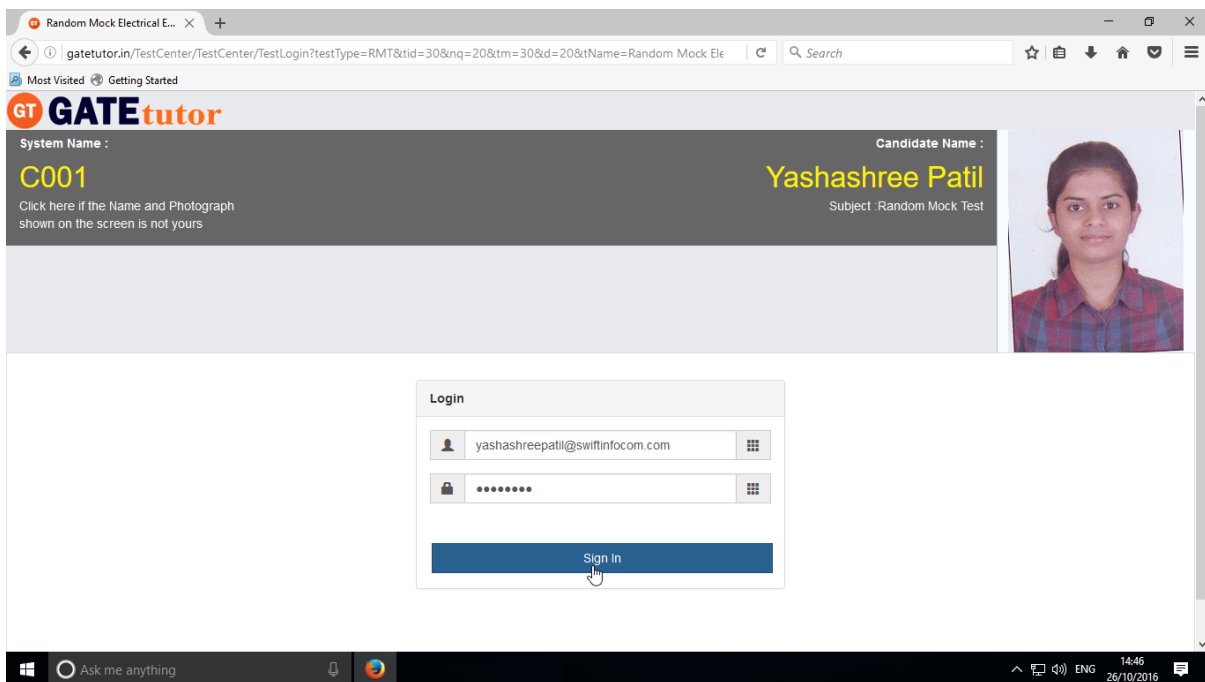 Random Mock Electrical E...
gatetutor.in/TestCenter/TestCenter/TestLogin?testType=RMT&tid=30&nq=20&tm=30&d=20&tName=Random Mock Ele
Search
Most Visited
Getting Started
GT GATEtutor
System Name :
C001
Click here if the Name and Photograph
shown on the screen is not yours
Candidate Name :
Yashashree Patil
Subject :Random Mock Test
Login
yashashreepatil@swiftinfocom.com
••••••••
Sign In
Ask me anything
ENG
14:46
26/10/2016